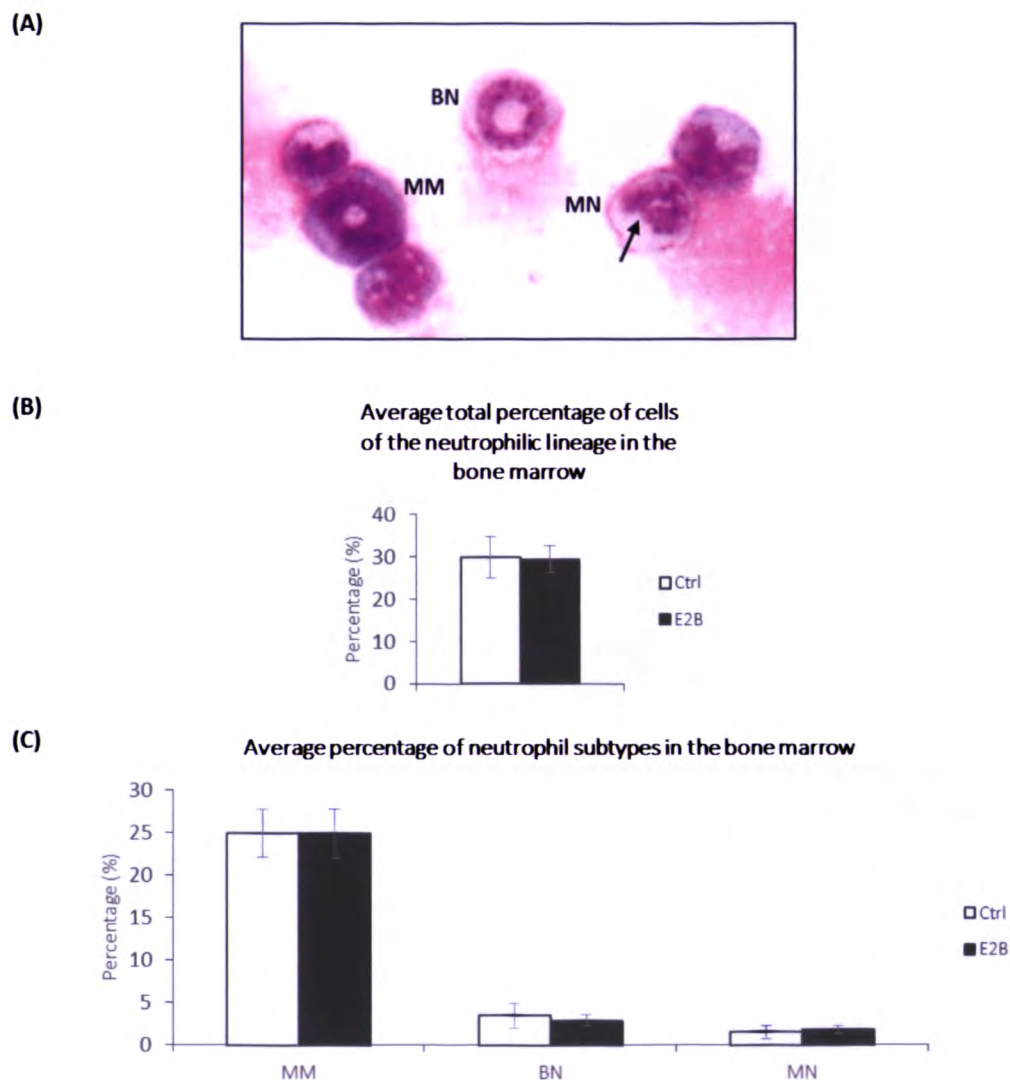 (A)
BN
MM
MN
(B)
Average total percentage of cells
of the neutrophilic lineage in the
bone marrow
Percentage (%)
40
30
20
10
0
Ctrl
E2B
(C)
Average percentage of neutrophil subtypes in the bone marrow
Percentage (%)
30
25
20
15
10
5
0
MM
BN
MN
Ctrl
E2B